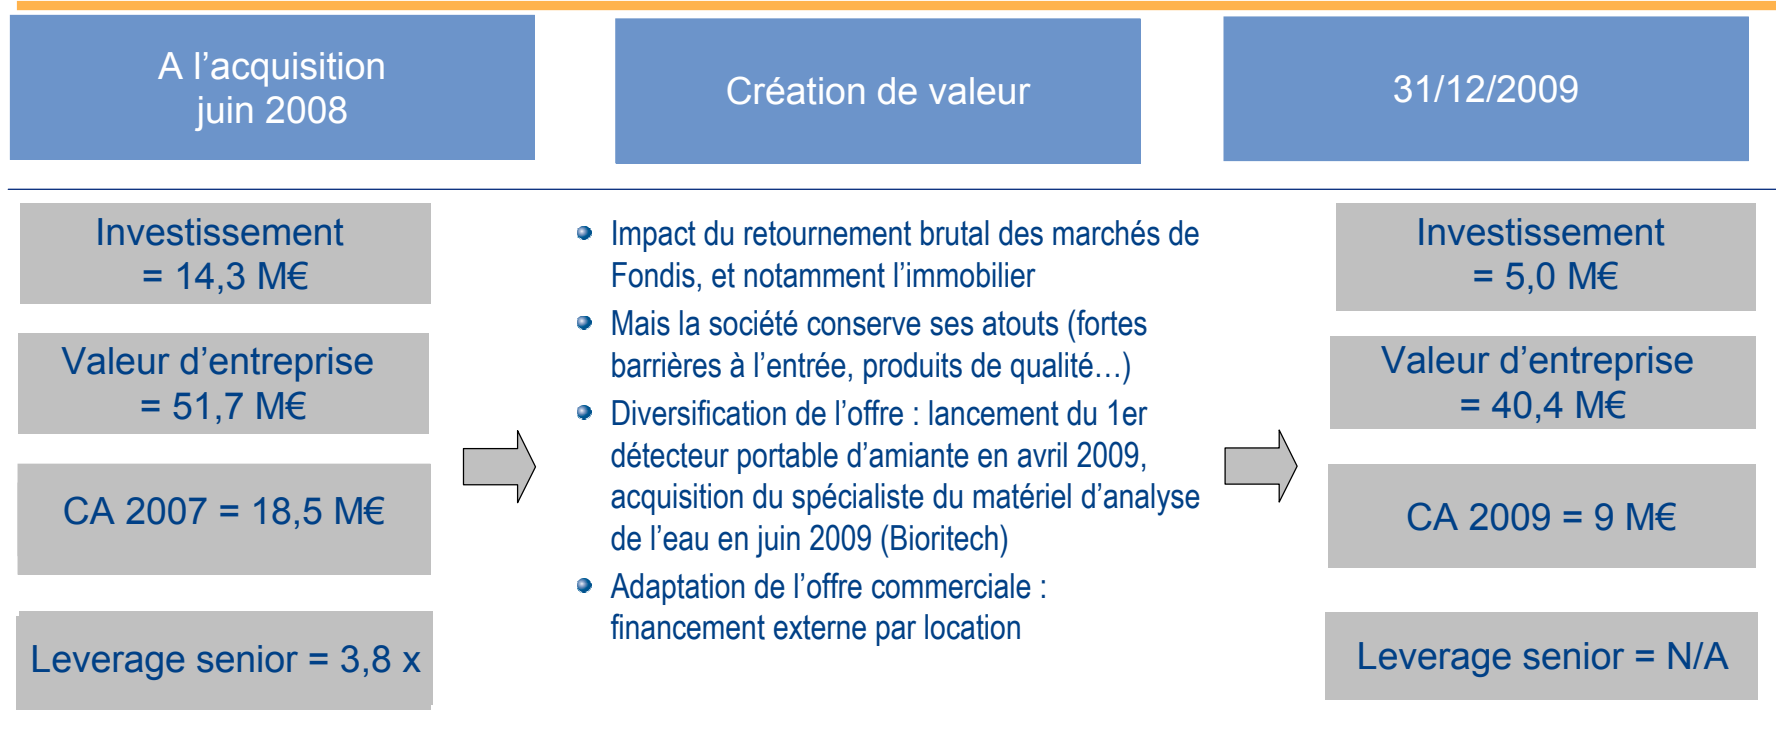 A l’acquisition
juin 2008
Création de valeur
31/12/2009
Investissement
= 14,3 M€
Valeur d’entreprise
= 51,7 M€
CA 2007 = 18,5 M€
Leverage senior = 3,8 x
Impact du retournement brutal des marchés de
Fondis, et notamment l’immobilier
Mais la société conserve ses atouts (fortes
barrières à l’entrée, produits de qualité…)
Diversification de l’offre : lancement du 1er
détecteur portable d’amiante en avril 2009,
acquisition du spécialiste du matériel d’analyse
de l’eau en juin 2009 (Bioritech)
Adaptation de l’offre commerciale :
financement externe par location
Investissement
= 5,0 M€
Valeur d’entreprise
= 40,4 M€
CA 2009 = 9 M€
Leverage senior = N/A